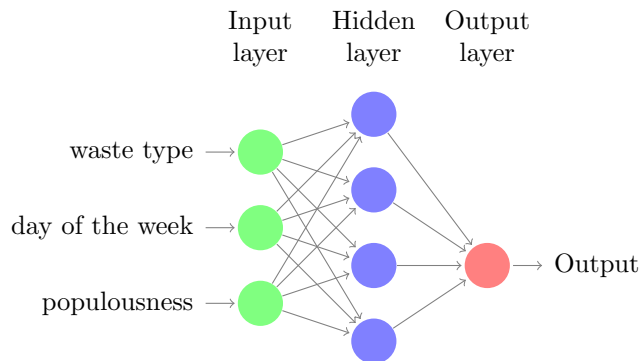 Input
layer
Hidden
layer
Output
layer
waste type
day of the week
populousness
Output